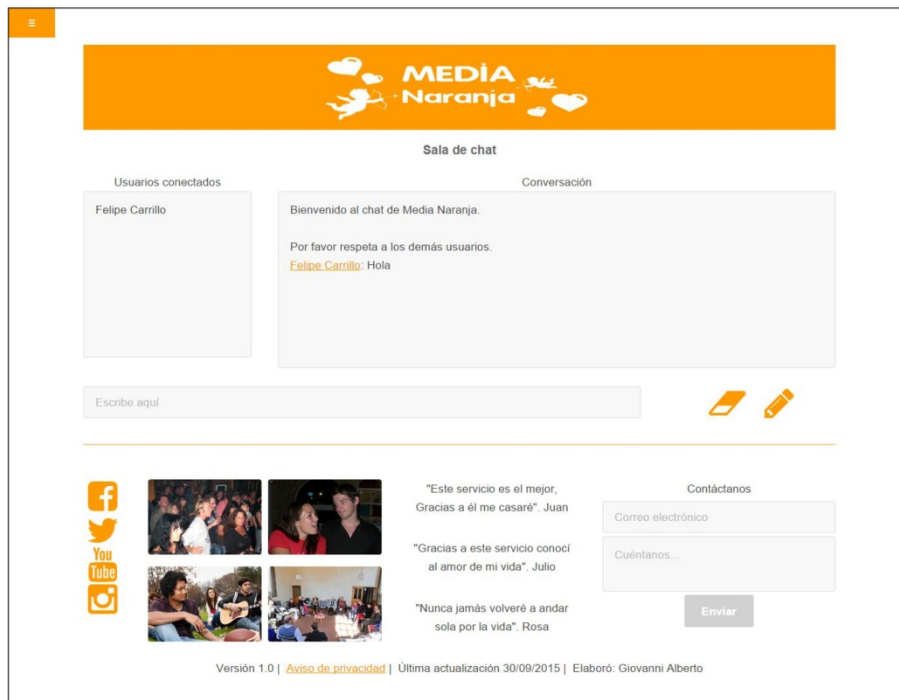 MEDİA
Naranja
Sala de chat
Usuarios conectados
Felipe Carrillo
Conversación
Bienvenido al chat de Media Naranja.
Por favor respeta a los demás usuarios.
Felipe Carrillo: Hola
Escribe aquí
You
Tube
"Este servicio es el mejor,
Gracias a él me casaré". Juan
"Gracias a este servicio conocí
al amor de mi vida". Julio
"Nunca jamás volveré a andar
sola por la vida". Rosa
Contáctanos
Correo electrónico
Cuéntanos...
Enviar
Versión 1.0 | Aviso de privacidad | Última actualización 30/09/2015 | Elaboró: Giovanni Alberto